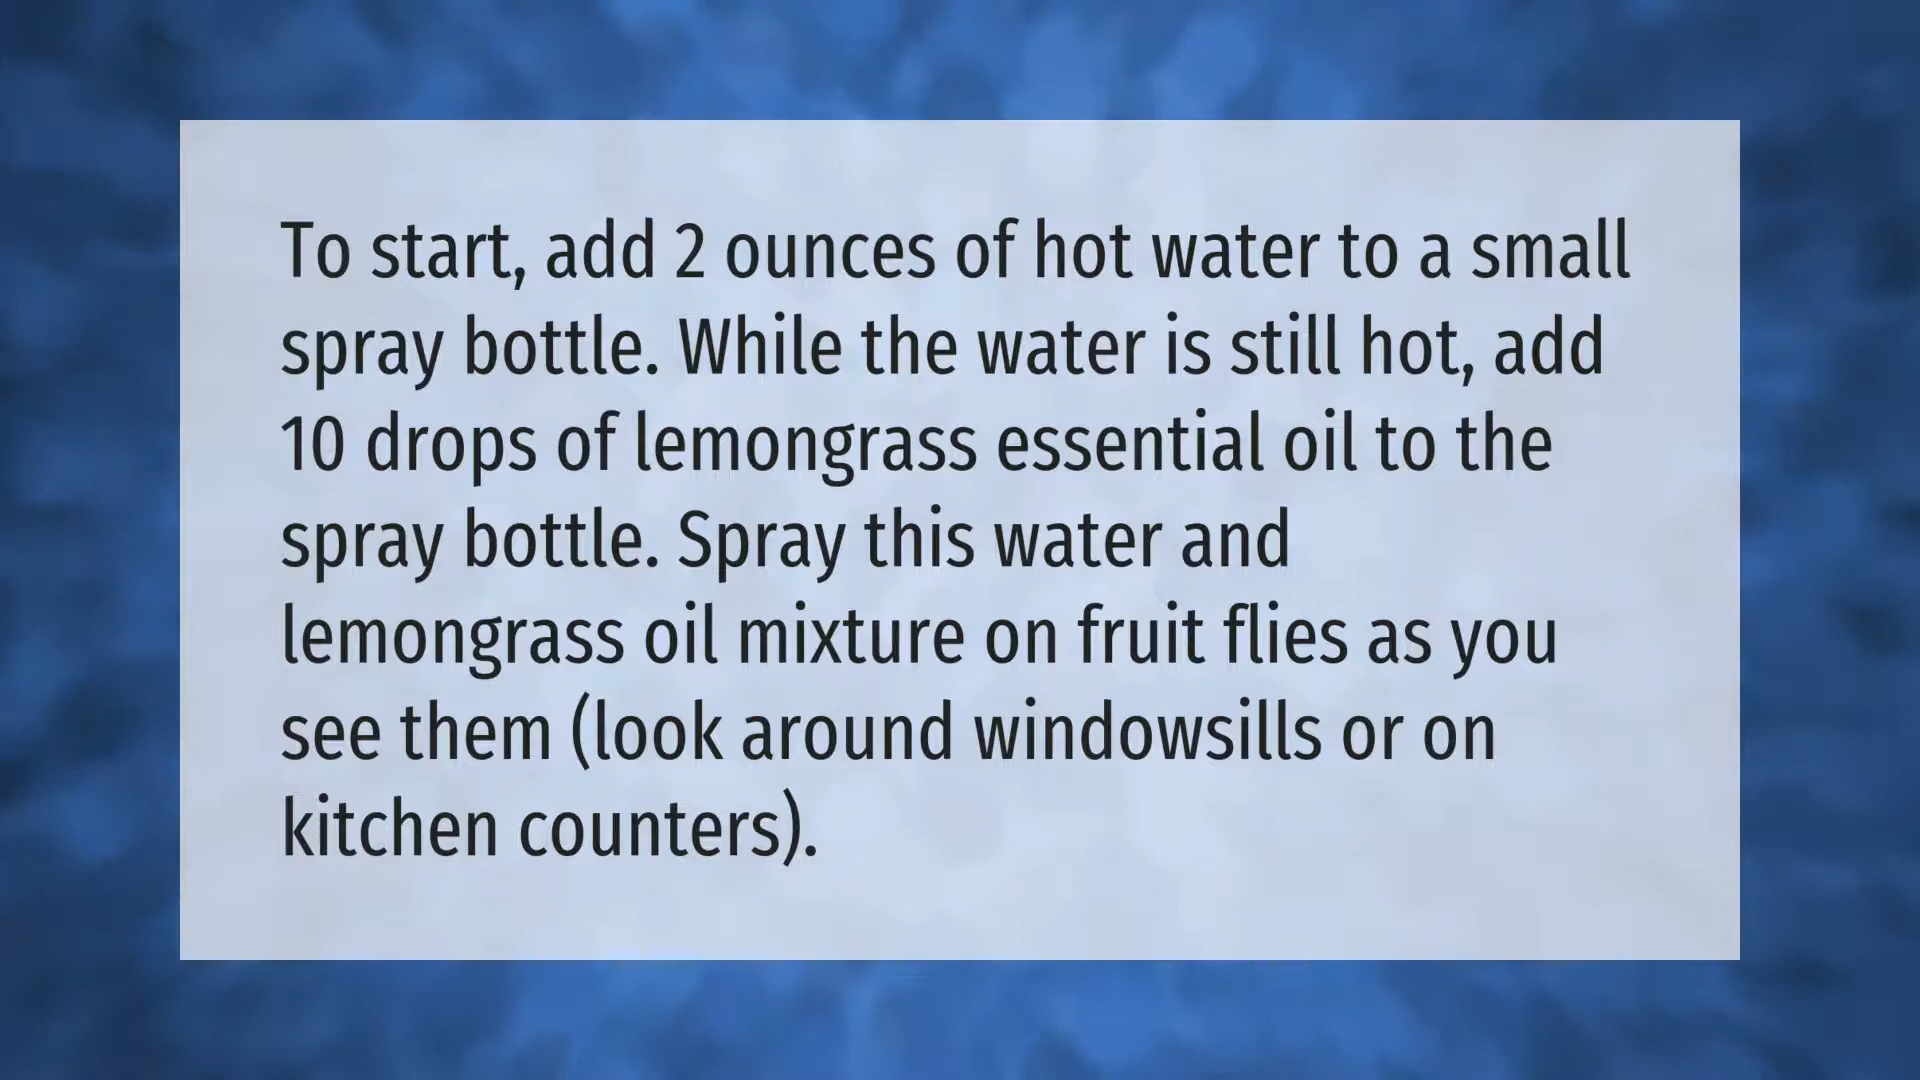 To start, add 2 ounces of hot water to a small
spray bottle. While the water is still hot, add
10 drops of lemongrass essential oil to the
spray bottle. Spray this water and
lemongrass oil mixture on fruit flies as you
see them (look around windowsills or on
kitchen counters).